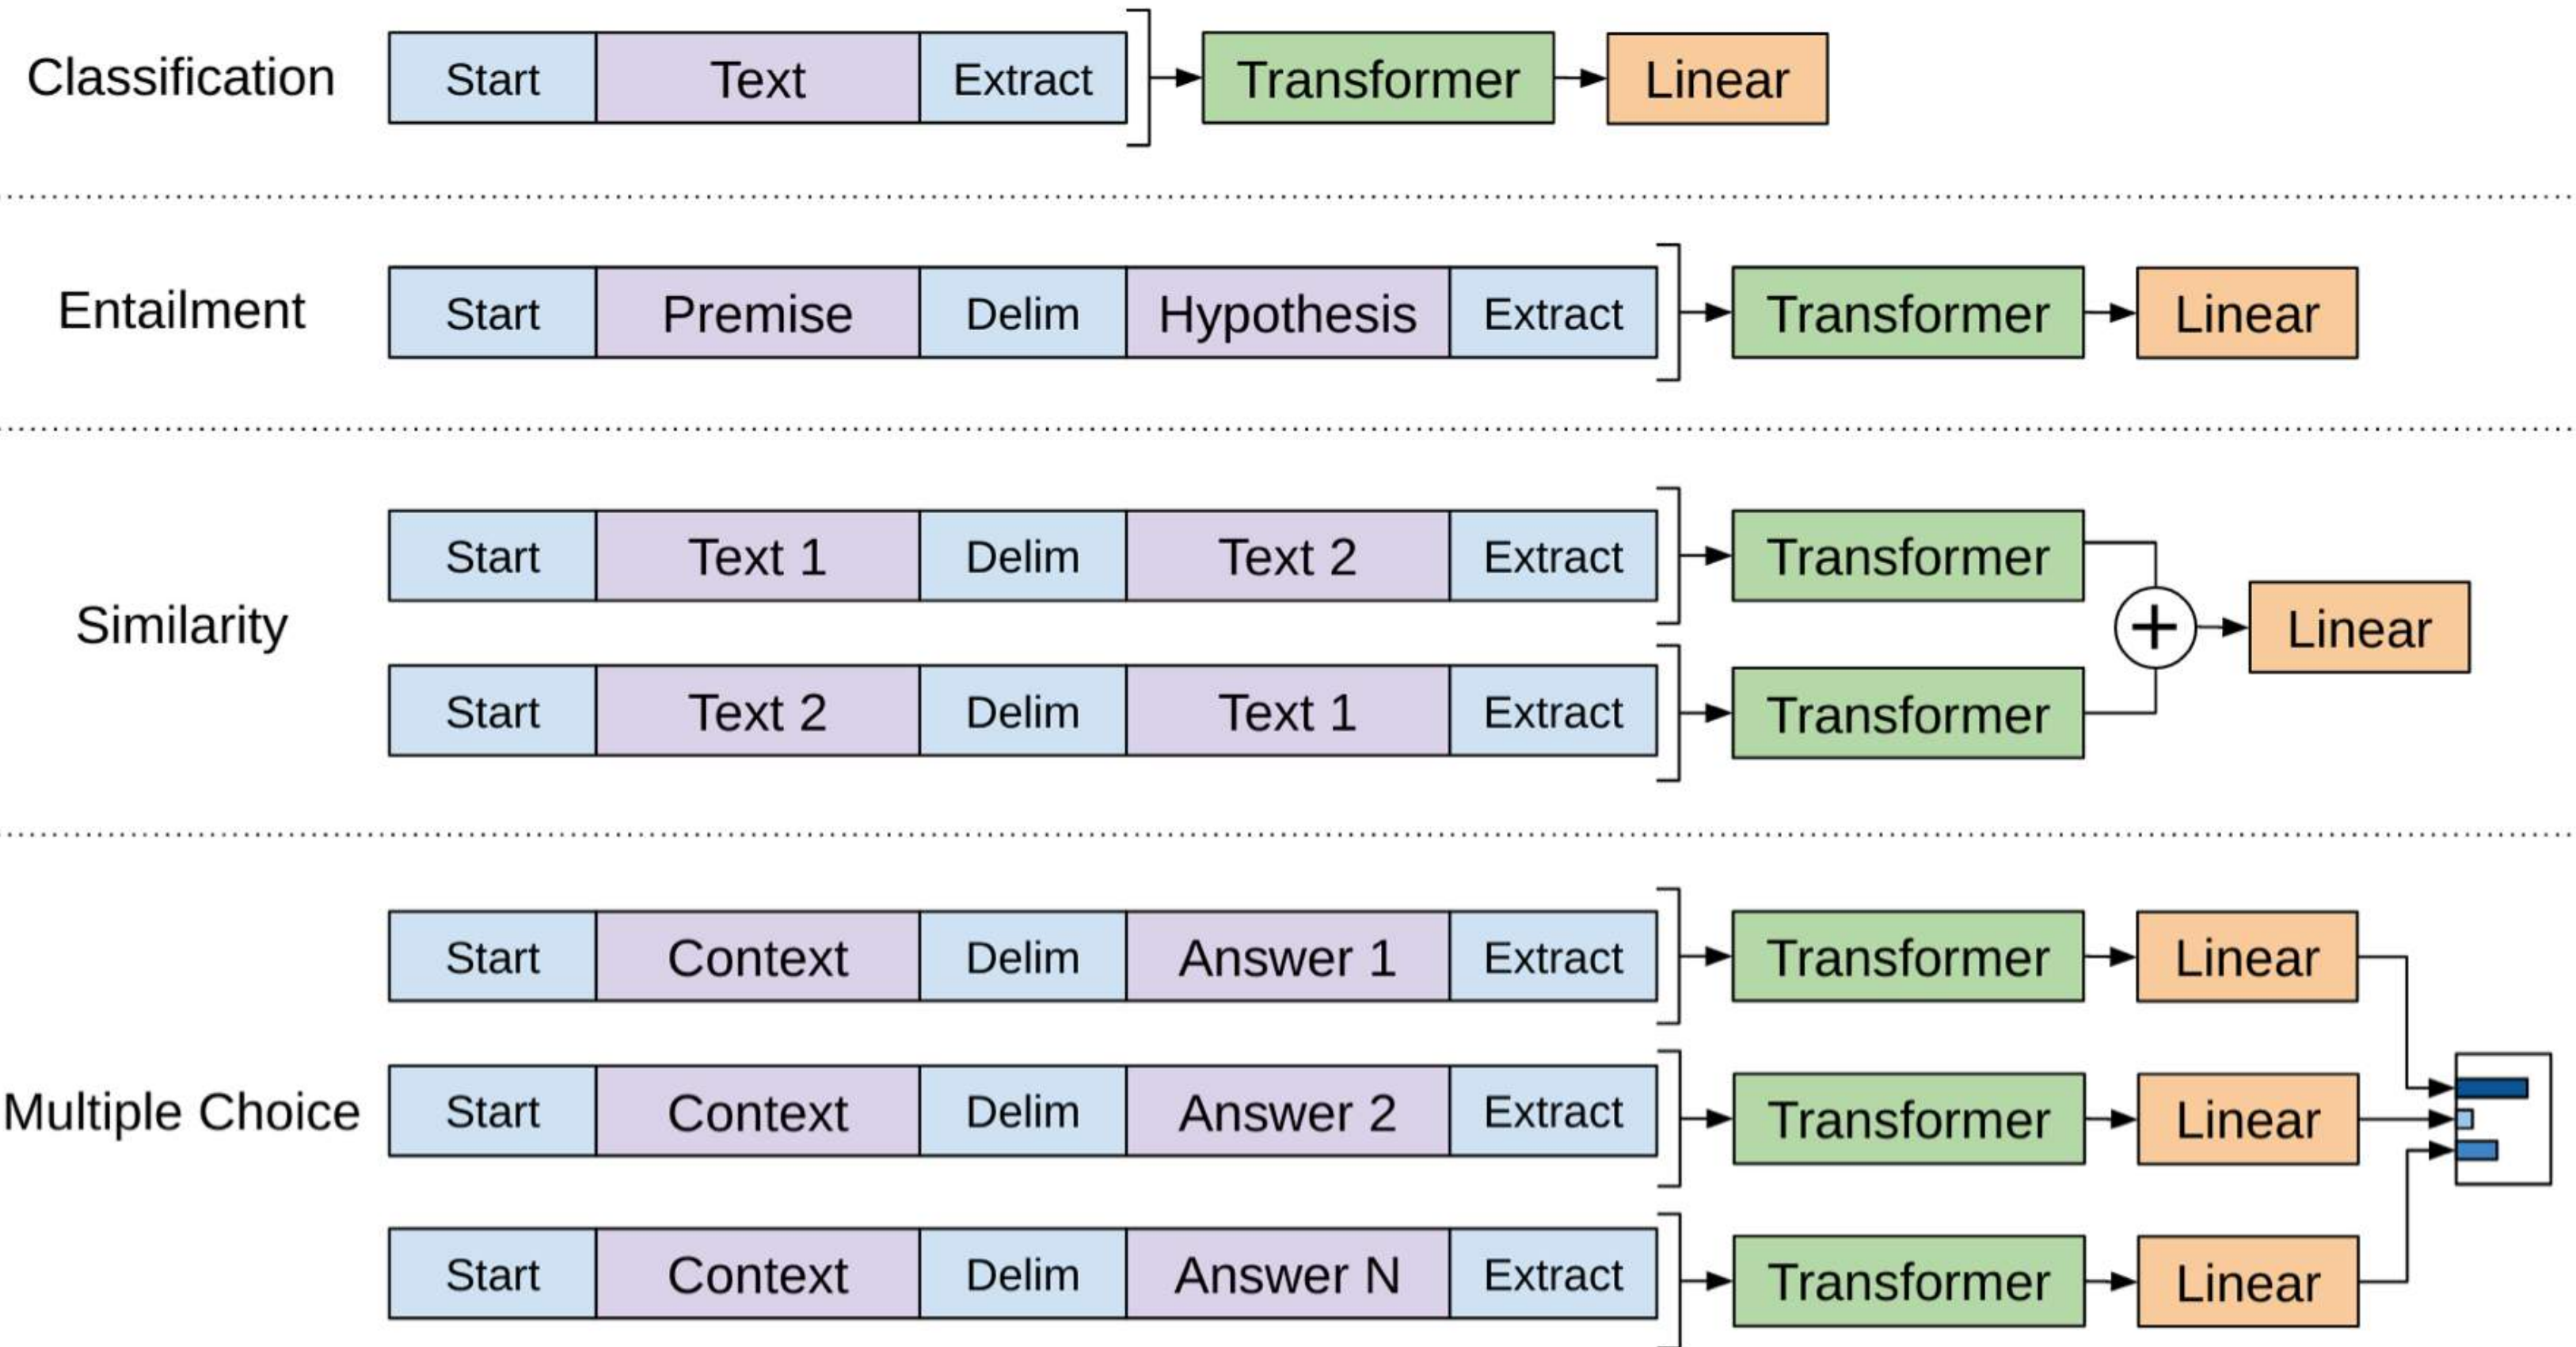 Classification Start Text Extract Transformer Linear
Entailment Start Premise Delim Hypothesis Extract Transformer Linear
Start Text 1 Delim Text 2 Extract Transformer
Similarity + Linear
Start Text 2 Delim Text 1 Extract Transformer
Start Context Delim Answer 1 Extract Transformer Linear
Multiple Choice Start Context Delim Answer 2 Extract Transformer Linear
Start Context Delim Answer N Extract Transformer Linear